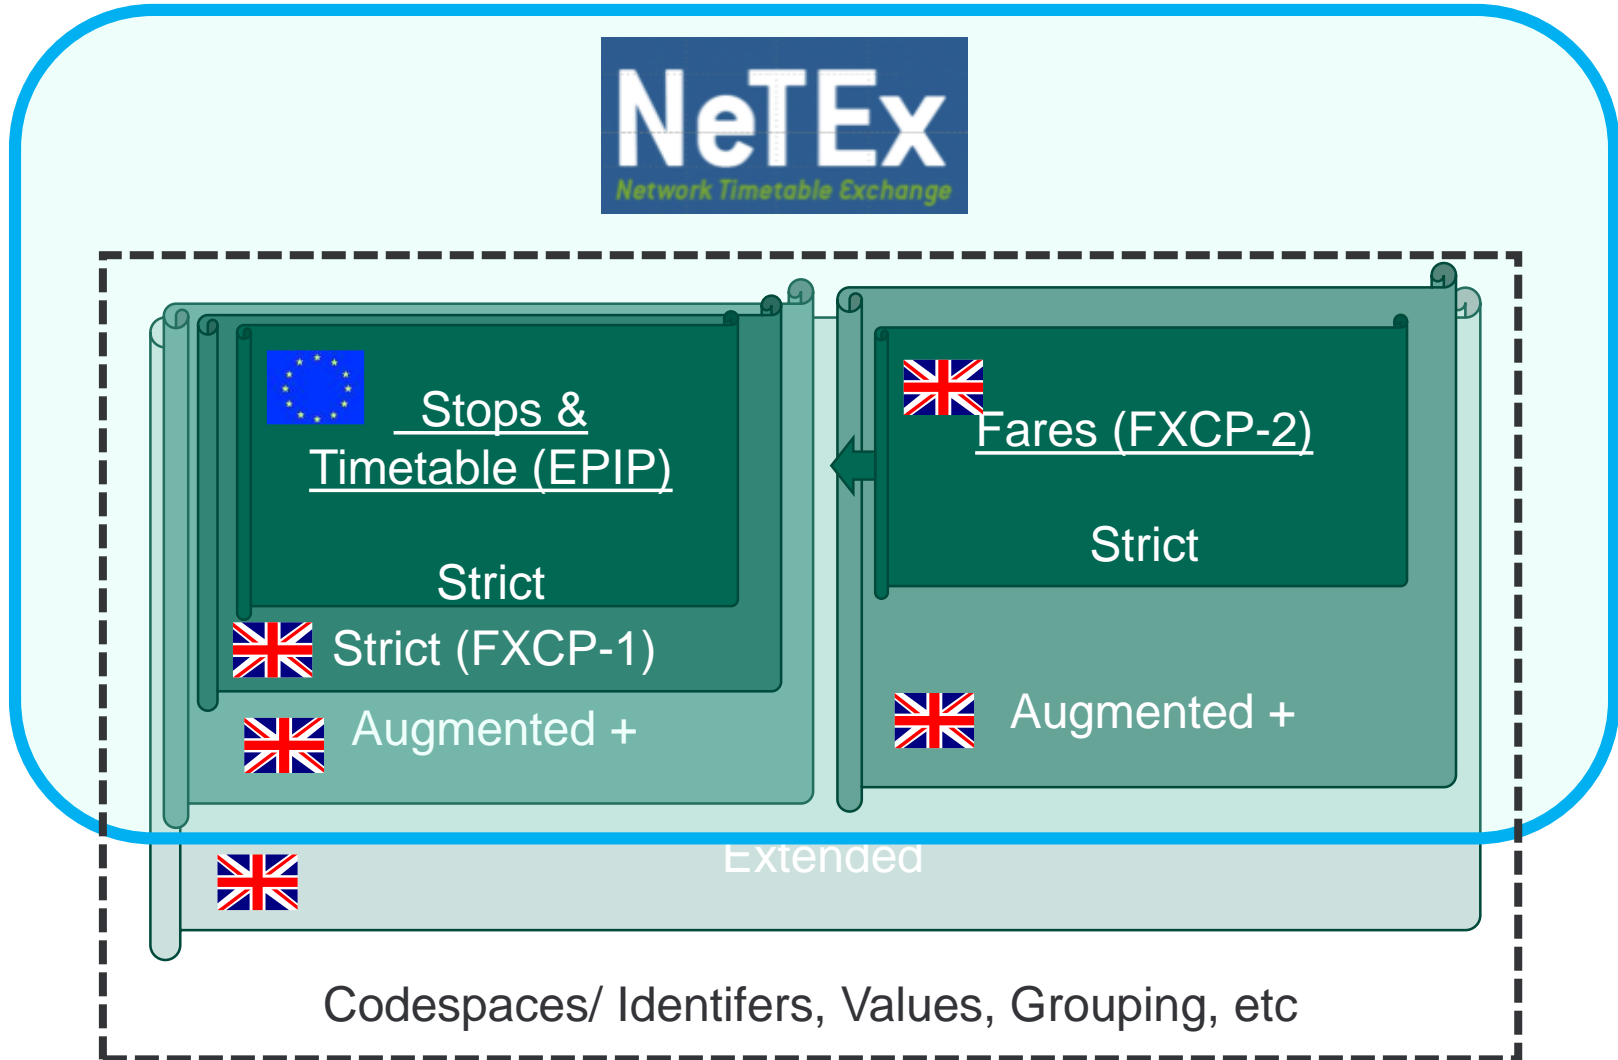 NeTEx
Network Timetable Exchange
Stops &
Timetable (EPIP)
Strict
Strict (FXCP-1)
Augmented +
Fares (FXCP-2)
Strict
Augmented +
Extended
Codespaces/ Identifers, Values, Grouping, etc